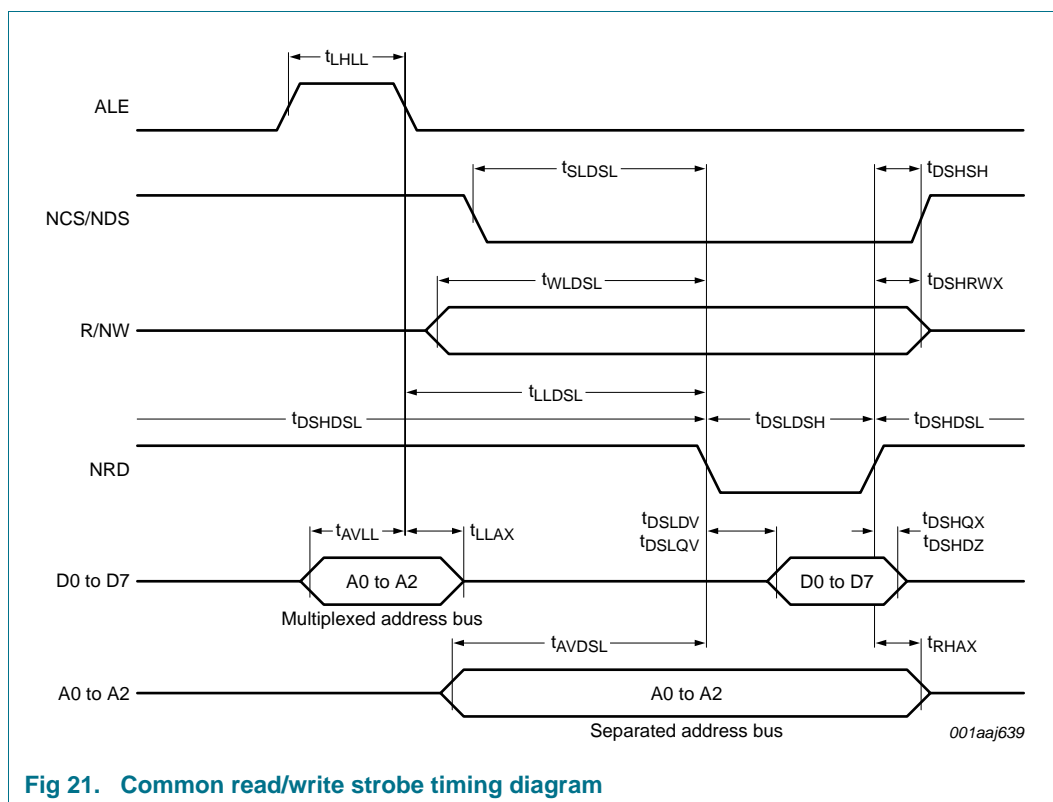 tLHLL
ALE
tSLDSL
tDSHSH
NCS/NDS
tWLDSL
tDSHRWX
R/NW
tLLDSL
tDSHDSL
tDSLDSH
tDSHDSL
NRD
tAVLL
tLLAX
tDSLDV
tDSLQV
tDSHQX
tDSHDZ
D0 to D7
A0 to A2
D0 to D7
Multiplexed address bus
tAVDSL
tRHAX
A0 to A2
A0 to A2
Separated address bus
001aaj639
Fig 21. Common read/write strobe timing diagram